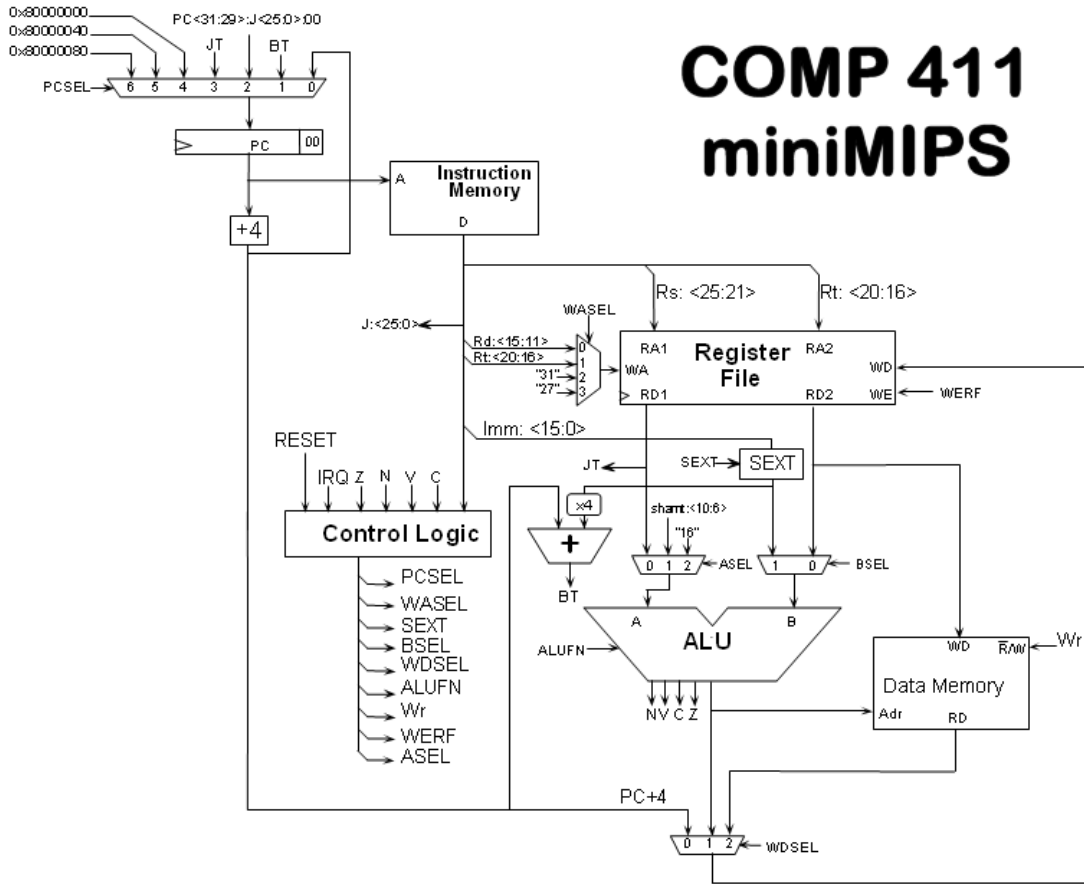 0x80000000
0x80000040
0x80000080
PC<31:29>:J<25:0>:00
JT
BT
PCSEL
6 5 4 3 2 1 0
COMP 411
miniMIPS
PC
00
A
Instruction
Memory
D
+4
Rs: <25:21>
Rt: <20:16>
WASEL
J:<25:0>
Rd:<15:11>
Rt:<20:16>
"31"
"27"
0
1
2
3
RA1
RA2
Register
File
WA
WD
RD1
RD2
WE
WERF
Imm: <15:0>
RESET
IRQ Z N V C
JT
SEXT
SEXT
x4
shamt:<10:6>
"16"
Control Logic
+
BT
0 1 2
ASEL
1 0
BSEL
PCSEL
WASEL
SEXT
BSEL
WDSEL
ALUFN
Wr
WERF
ASEL
A
B
ALU
ALUFN
N V C Z
WD
R/W
Wr
Data Memory
Adr
RD
PC+4
0 1 2
WDSEL